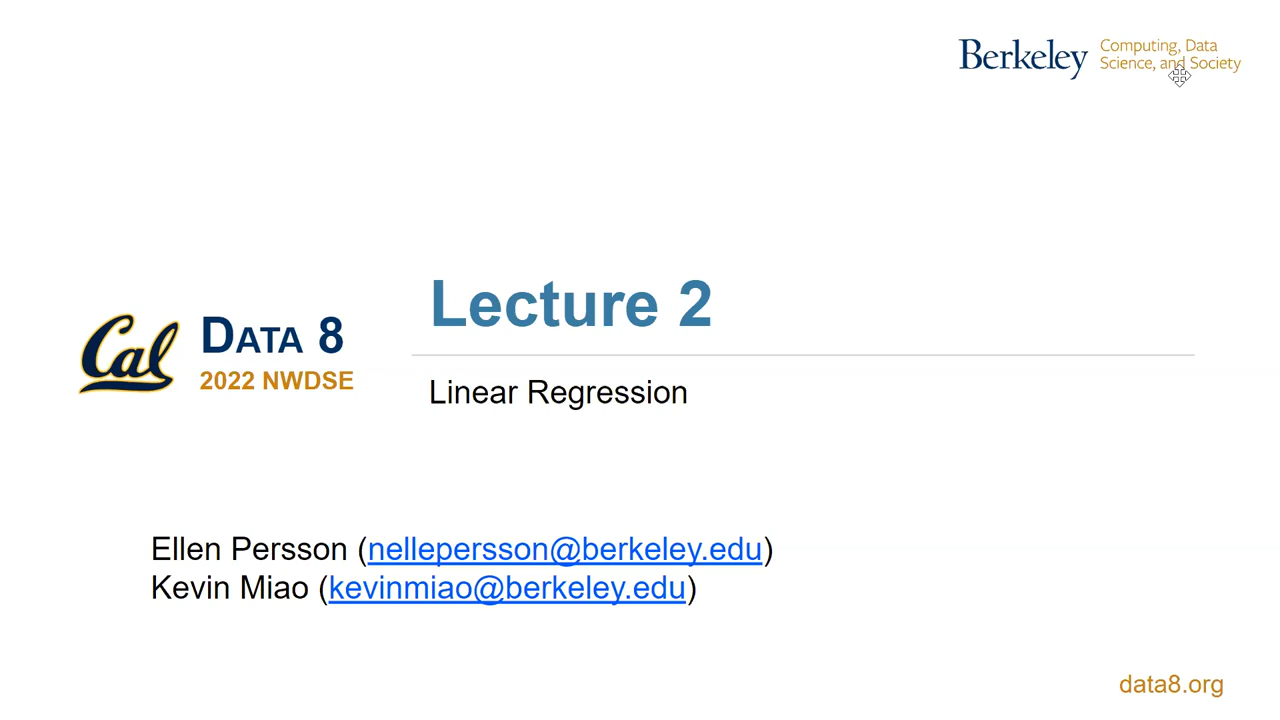 Berkeley
Computing, Data
Science, and Society
Lecture 2
Cal
DATA 8
2022 NWDSE
Linear Regression
Ellen Persson (nellepersson@berkeley.edu)
Kevin Miao (kevinmiao@berkeley.edu)
data8.org